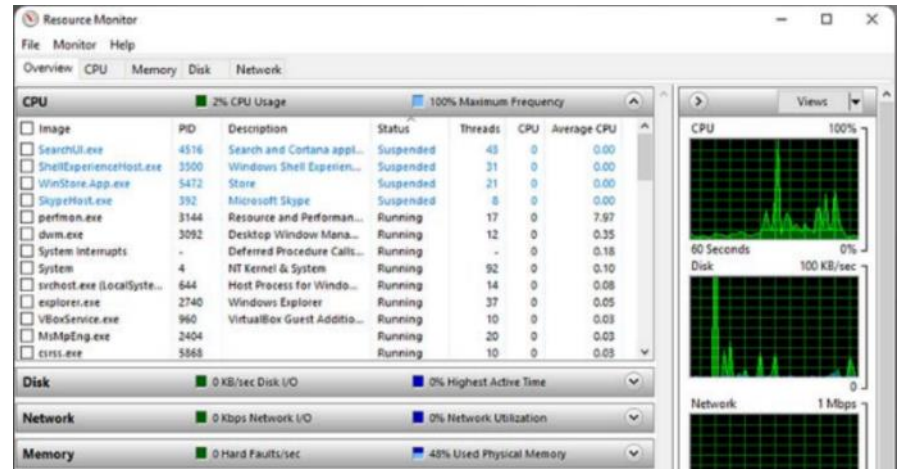 Resource Monitor
File Monitor Help
Overview CPU Memory Disk Network
CPU 2% CPU Usage 100% Maximum Frequency
Image PID Description Status Threads CPU Average CPU
SearchUI.exe 4516 Search and Cortana appl... Suspended 43 0 0.00
ShellExperienceHost.exe 3500 Windows Shell Experien... Suspended 31 0 0.00
WinStore.App.exe 5472 Store Suspended 21 0 0.00
SkypeHost.exe 392 Microsoft Skype Suspended 8 0 0.00
perfmon.exe 3144 Resource and Performan... Running 17 0 7.97
dwm.exe 3092 Desktop Window Mana... Running 12 0 0.35
System Interrupts - Deferred Procedure Calls... Running - 0 0.18
System 4 NT Kernel & System Running 92 0 0.10
svchost.exe (LocalSyste... 644 Host Process for Windo... Running 14 0 0.08
explorer.exe 2740 Windows Explorer Running 37 0 0.05
VBoxService.exe 960 VirtualBox Guest Additio... Running 10 0 0.03
MsMpEng.exe 2404 Running 20 0 0.03
csrss.exe 5868 Running 10 0 0.03
Disk 0 KB/sec Disk I/O 0% Highest Active Time
Network 0 Kbps Network I/O 0% Network Utilization
Memory 0 Hard Faults/sec 48% Used Physical Memory
Views
CPU 100%
60 Seconds 0%
Disk 100 KB/sec
0
Network 1 Mbps